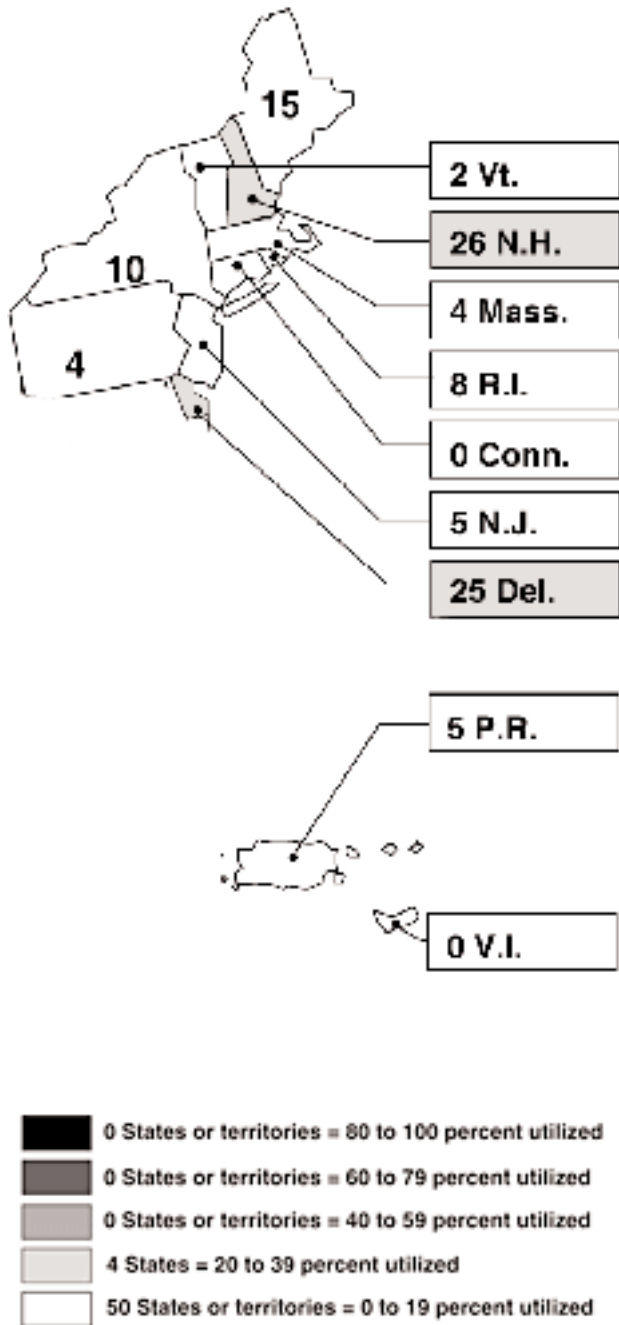 15
2 Vt.
26 N.H.
10
4 Mass.
4
8 R.I.
0 Conn.
5 N.J.
25 Del.
5 P.R.
0 V.I.
0 States or territories = 80 to 100 percent utilized
0 States or territories = 60 to 79 percent utilized
0 States or territories = 40 to 59 percent utilized
4 States = 20 to 39 percent utilized
50 States or territories = 0 to 19 percent utilized